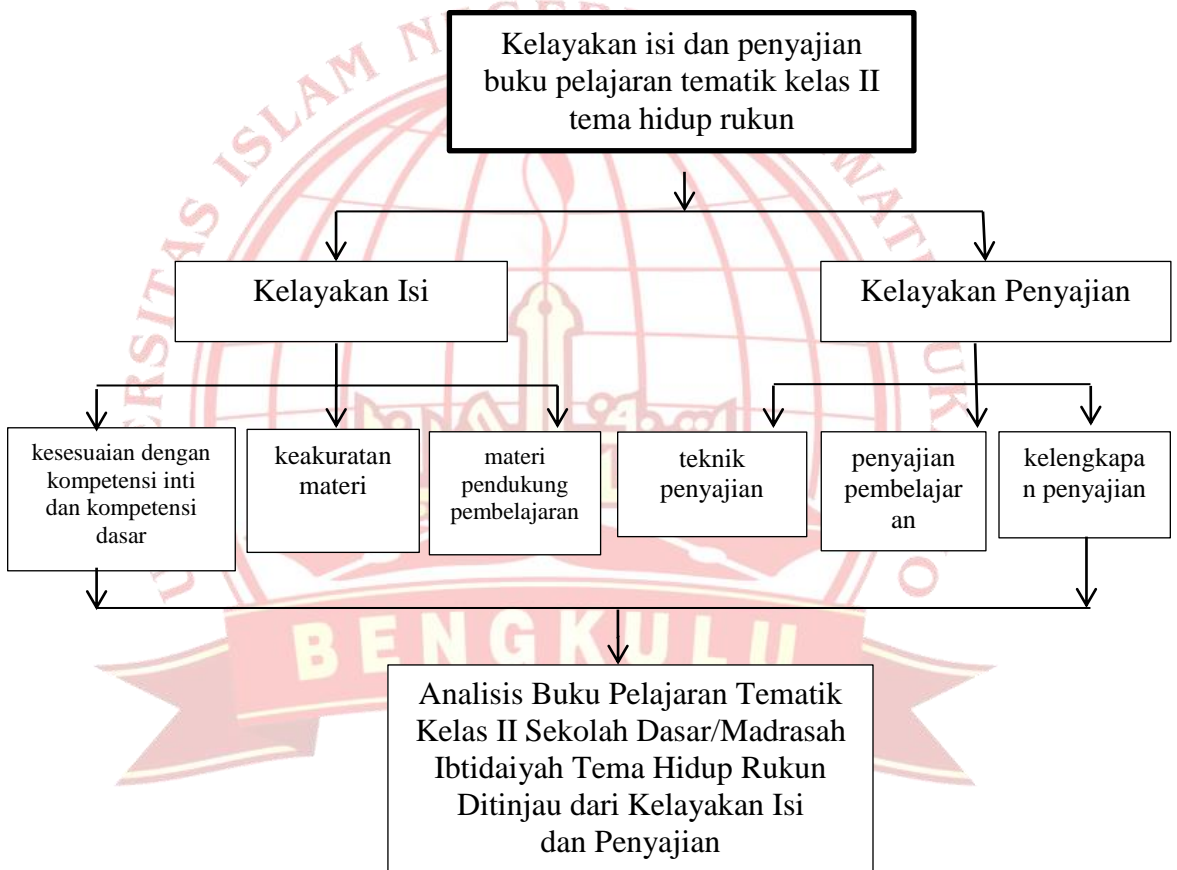 Kelayakan isi dan penyajian
buku pelajaran tematik kelas II
tema hidup rukun
Kelayakan Isi
Kelayakan Penyajian
kesesuaian dengan
kompetensi inti
dan kompetensi
dasar
keakuratan
materi
materi
pendukung
pembelajaran
teknik
penyajian
penyajian
pembelajar
an
kelengkapa
n penyajian
BENGKULU
Analisis Buku Pelajaran Tematik
Kelas II Sekolah Dasar/Madrasah
Ibtidaiyah Tema Hidup Rukun
Ditinjau dari Kelayakan Isi
dan Penyajian